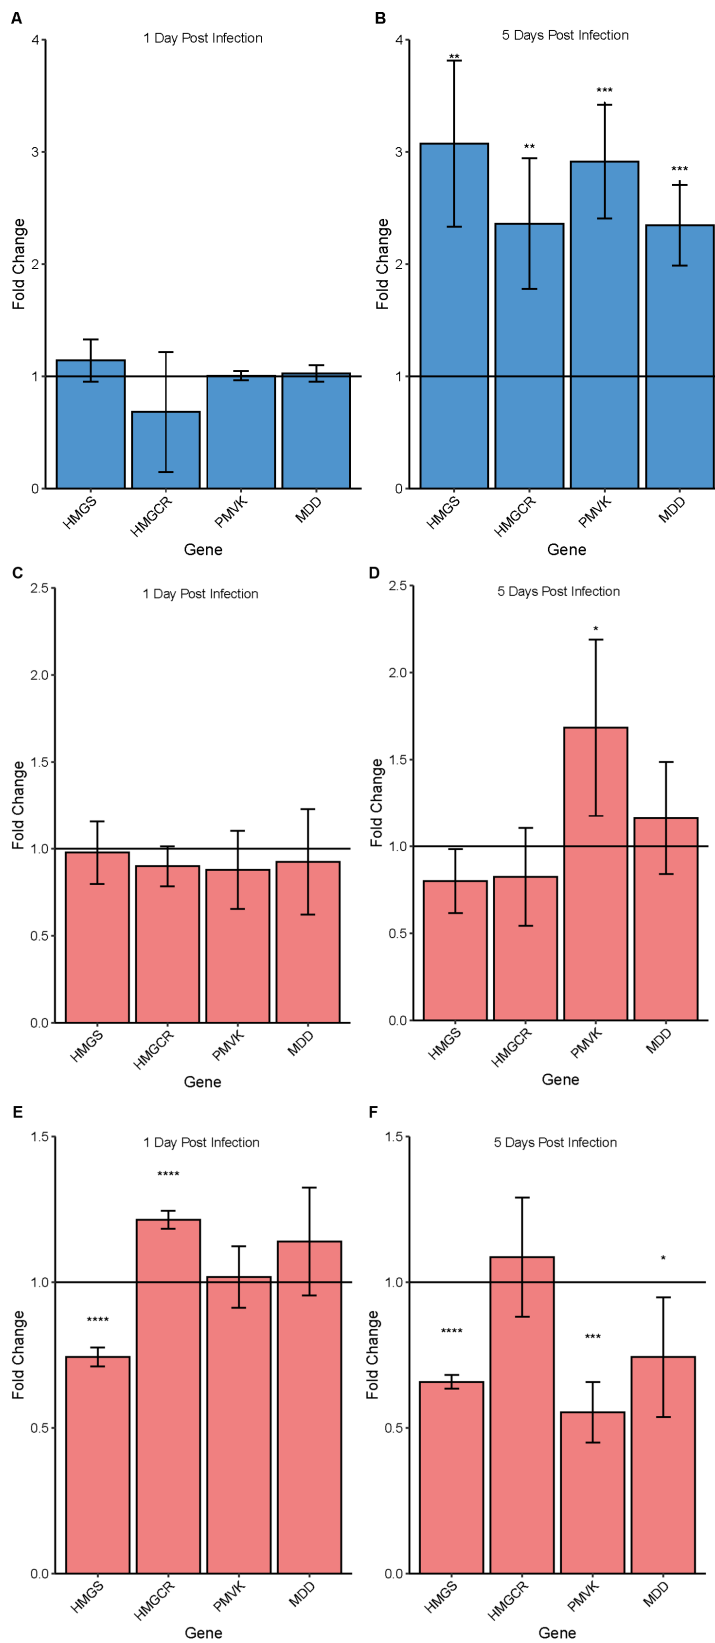 A
1 Day Post Infection
4
3
2
1
0
Fold Change
HMGS
HMGCR
PMVK
MDD
Gene
B
5 Days Post Infection
4
3
2
1
0
Fold Change
**
**
***
***
HMGS
HMGCR
PMVK
MDD
Gene
C
1 Day Post Infection
2.5
2.0
1.5
1.0
0.5
0.0
Fold Change
HMGS
HMGCR
PMVK
MDD
Gene
D
5 Days Post Infection
2.5
2.0
1.5
1.0
0.5
0.0
Fold Change
*
HMGS
HMGCR
PMVK
MDD
Gene
E
1 Day Post Infection
1.5
1.0
0.5
0.0
Fold Change
****
****
HMGS
HMGCR
PMVK
MDD
Gene
F
5 Days Post Infection
1.5
1.0
0.5
0.0
Fold Change
****
***
*
HMGS
HMGCR
PMVK
MDD
Gene